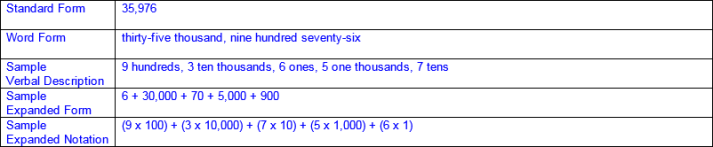 Standard Form 35,976
Word Form thirty-five thousand, nine hundred seventy-six
Sample
Verbal Description 9 hundreds, 3 ten thousands, 6 ones, 5 one thousands, 7 tens
Sample
Expanded Form 6 + 30,000 + 70 + 5,000 + 900
Sample
Expanded Notation (9 x 100) + (3 x 10,000) + (7 x 10) + (5 x 1,000) + (6 x 1)